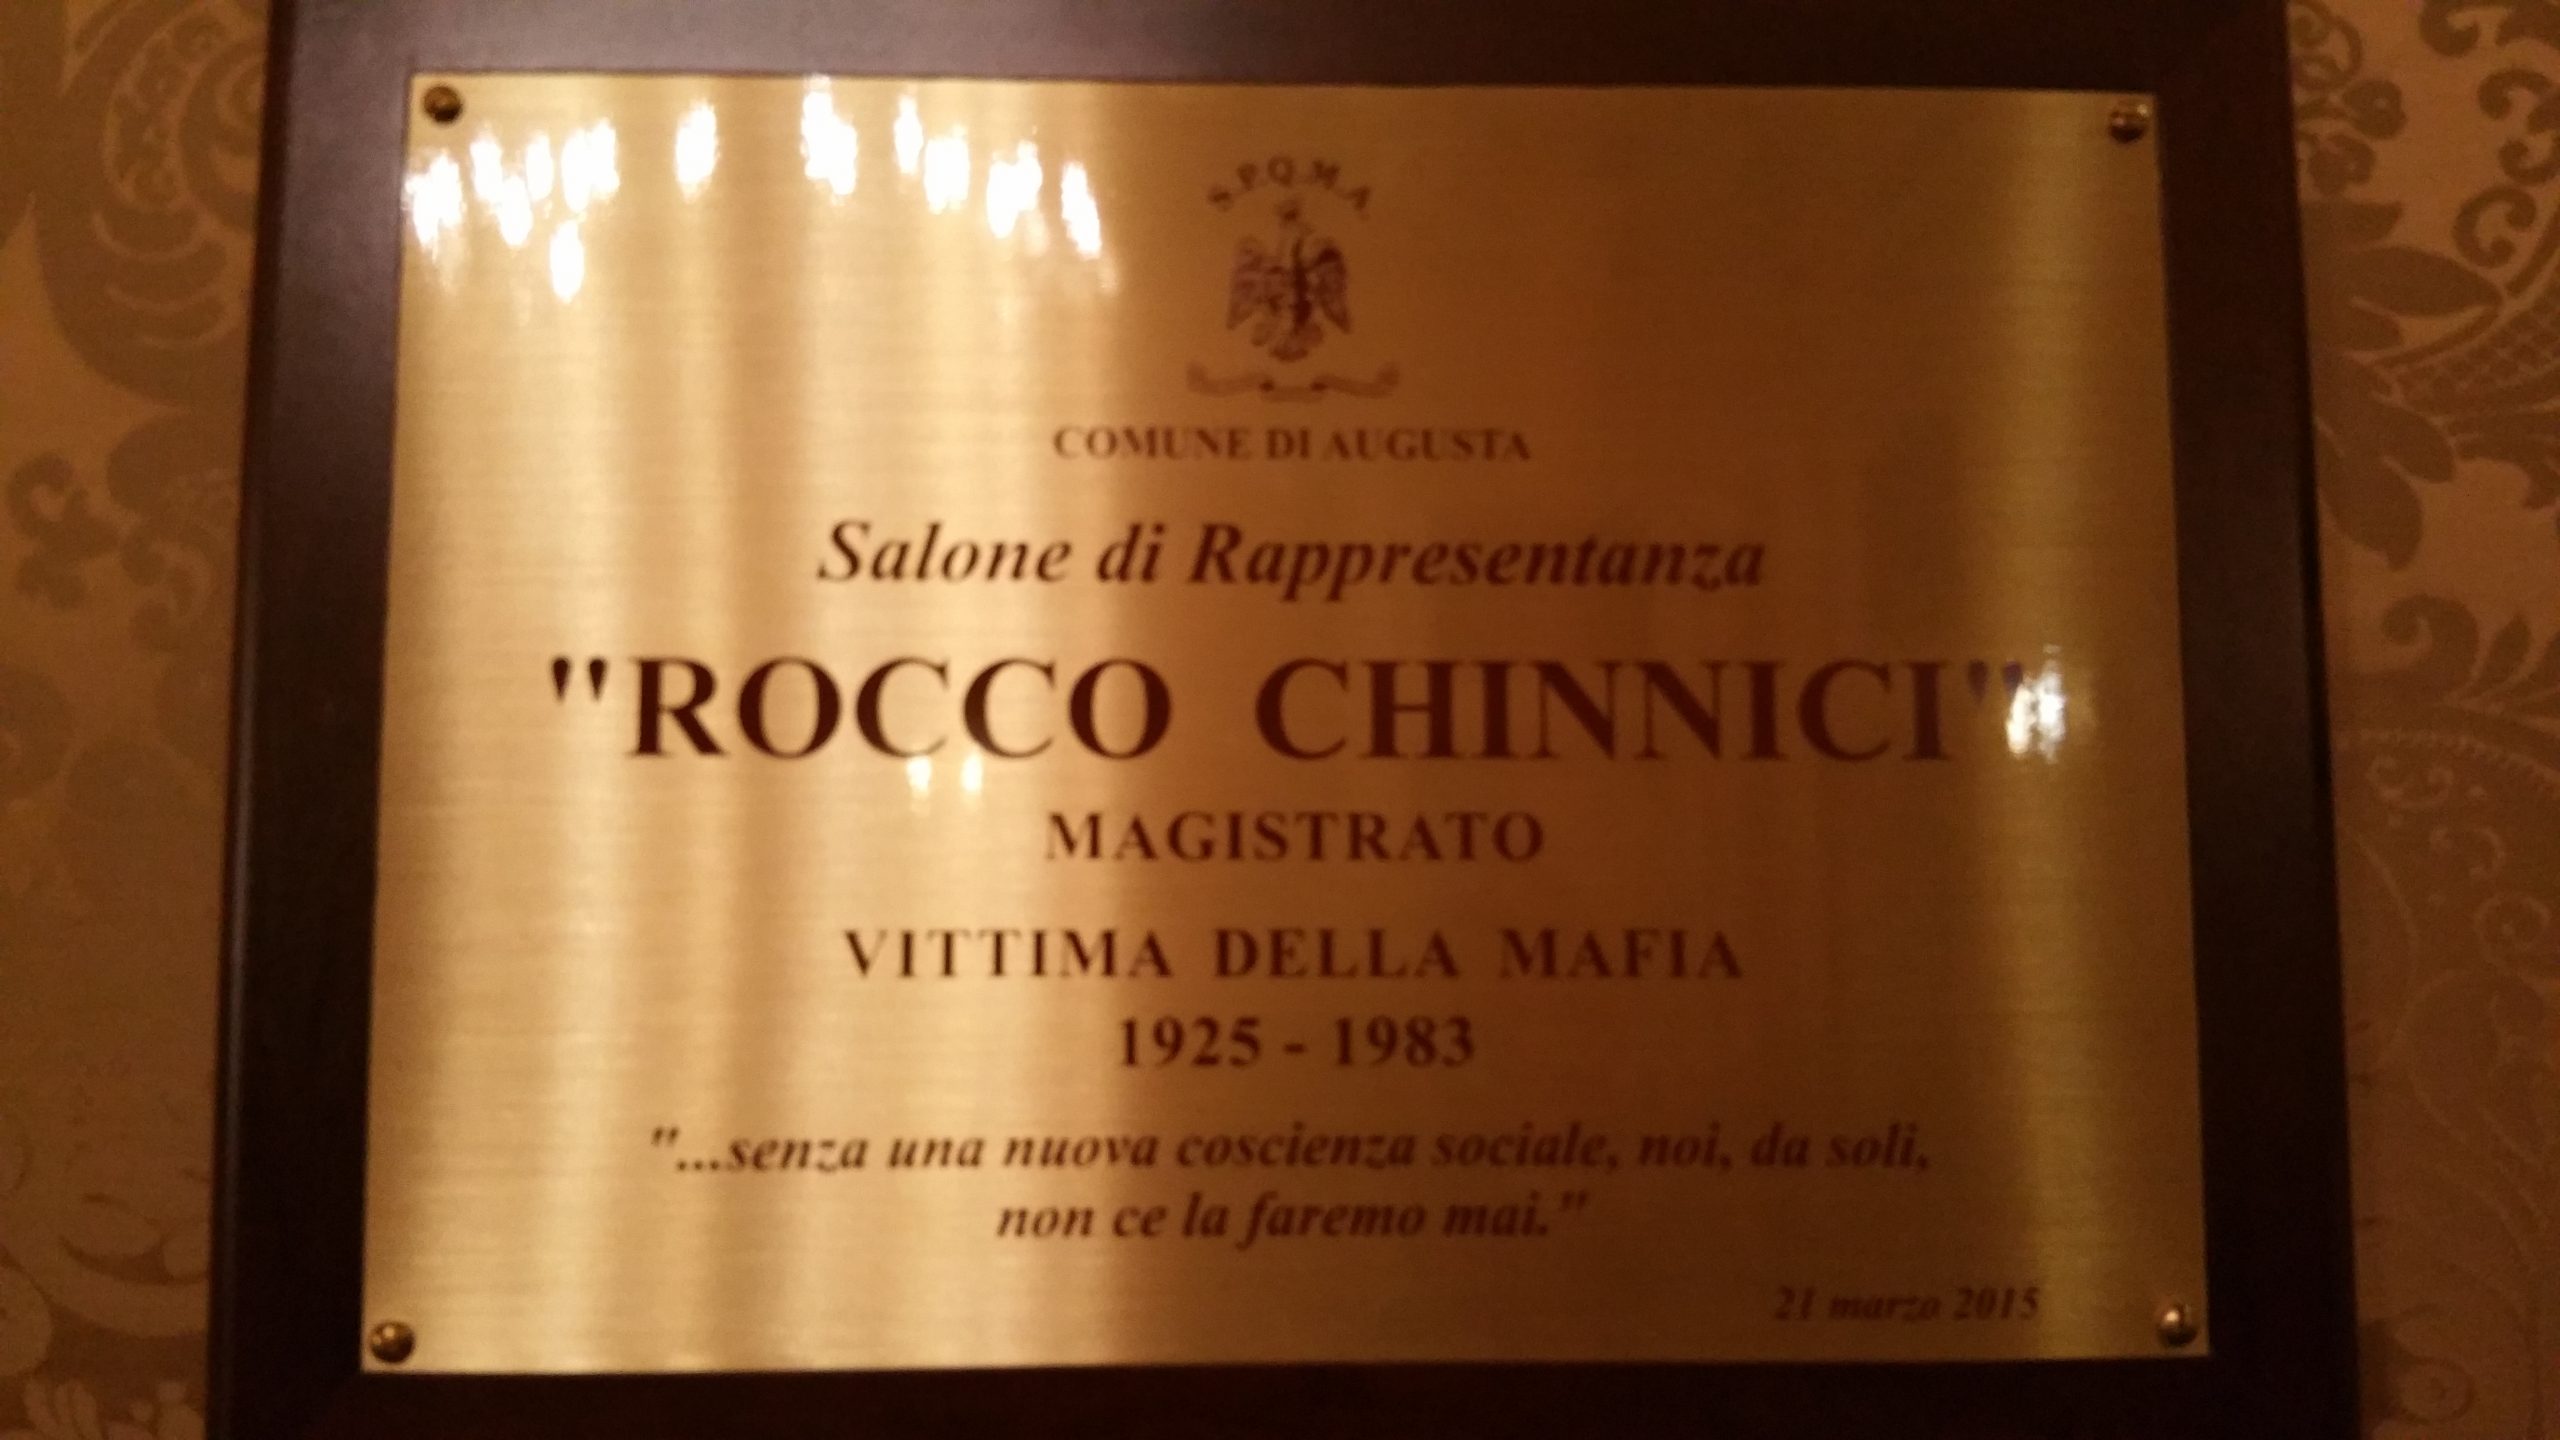 S.P.Q.M.A
COMUNE DI AUGUSTA
Salone di Rappresentanza
"ROCCO CHINNICI"
MAGISTRATO
VITTIMA DELLA MAFIA
1925 - 1983
"...senza una nuova coscienza sociale, noi, da soli,
non ce la faremo mai."
21 marzo 2015